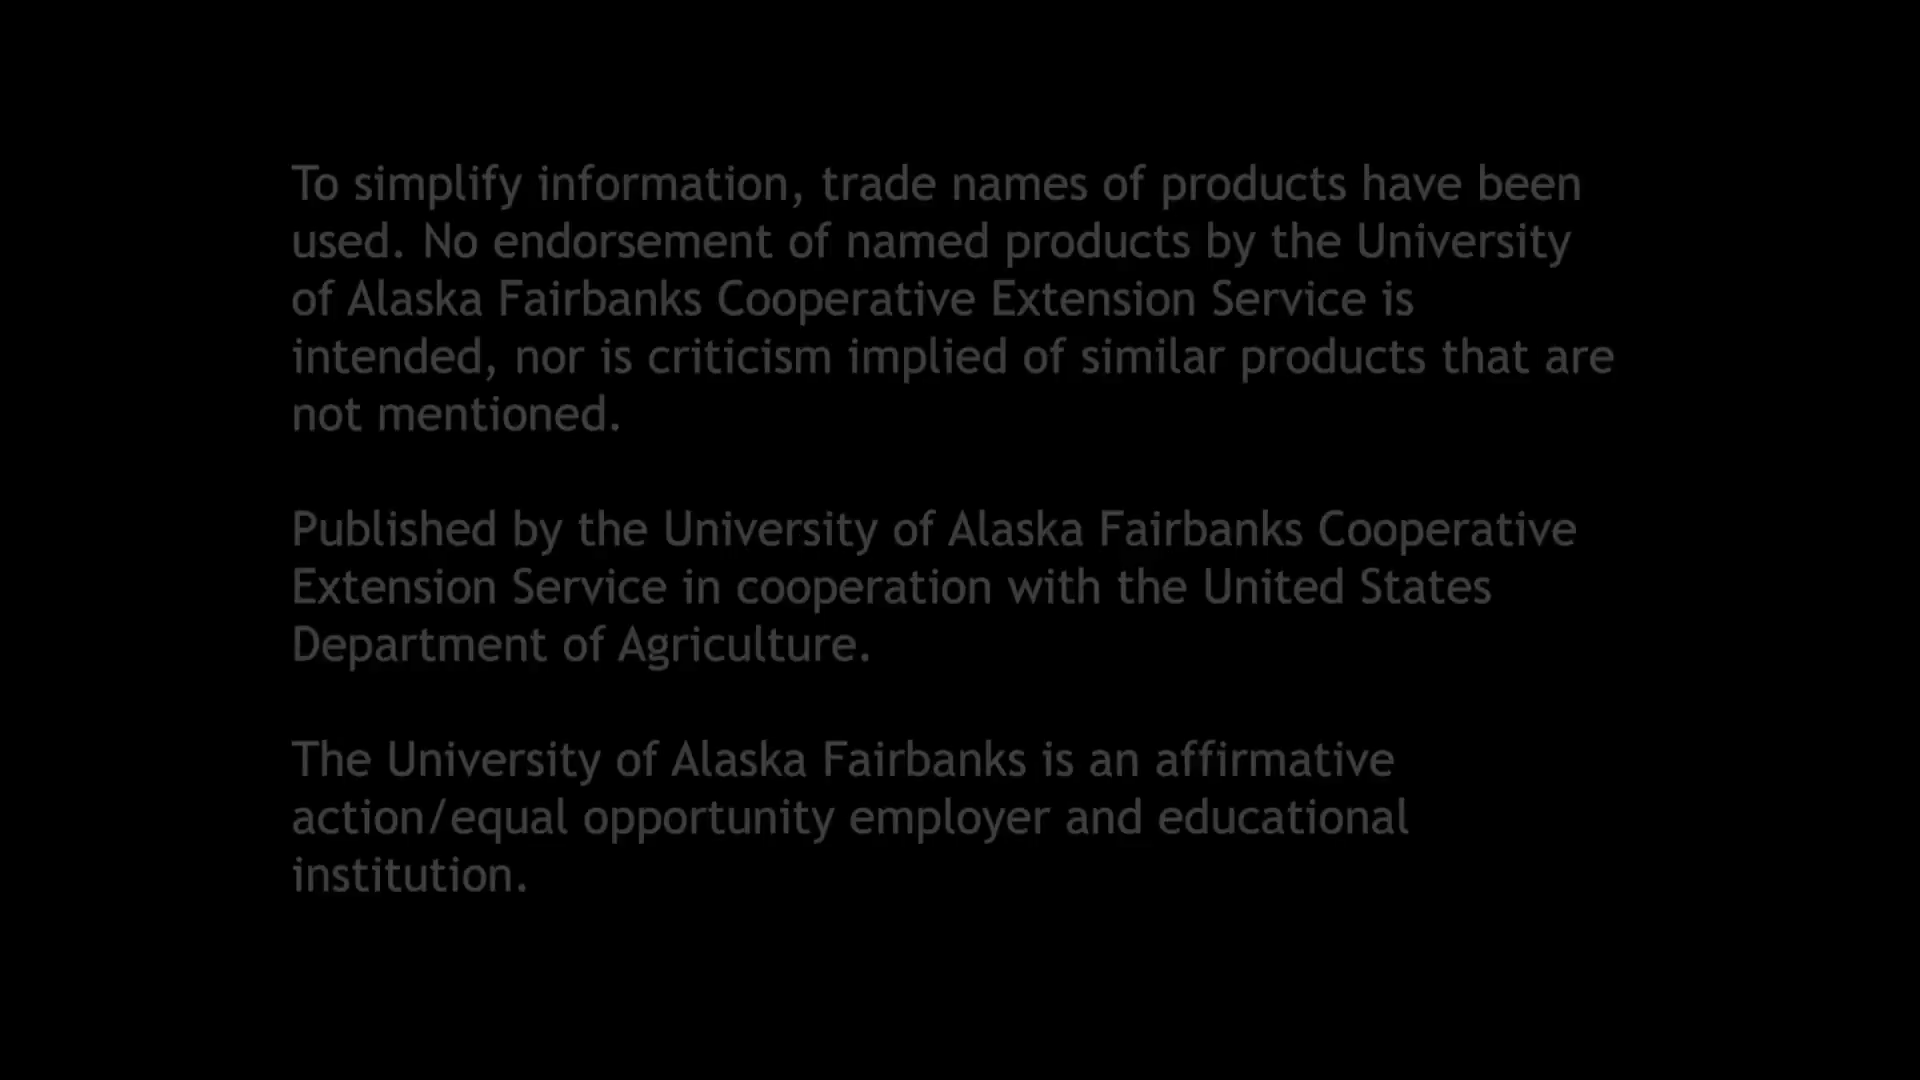 To simplify information, trade names of products have been
used. No endorsement of named products by the University
of Alaska Fairbanks Cooperative Extension Service is
intended, nor is criticism implied of similar products that are
not mentioned.
Published by the University of Alaska Fairbanks Cooperative
Extension Service in cooperation with the United States
Department of Agriculture.
The University of Alaska Fairbanks is an affirmative
action/equal opportunity employer and educational
institution.